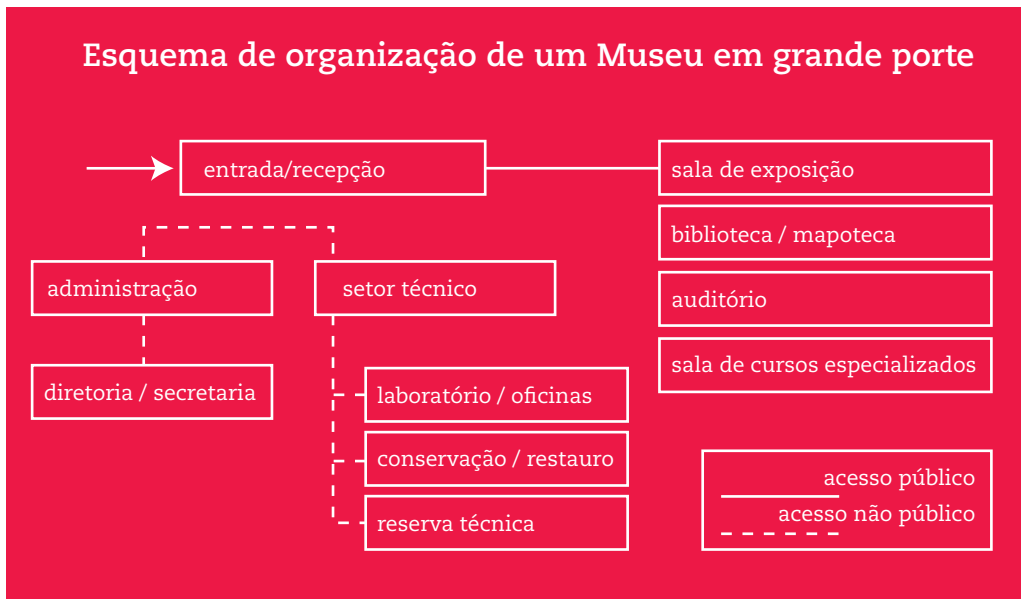 Esquema de organização de um Museu em grande porte
entrada/recepção
sala de exposição
biblioteca / mapoteca
auditório
sala de cursos especializados
administração
setor técnico
diretoria / secretaria
laboratório / oficinas
conservação / restauro
reserva técnica
acesso público
acesso não público